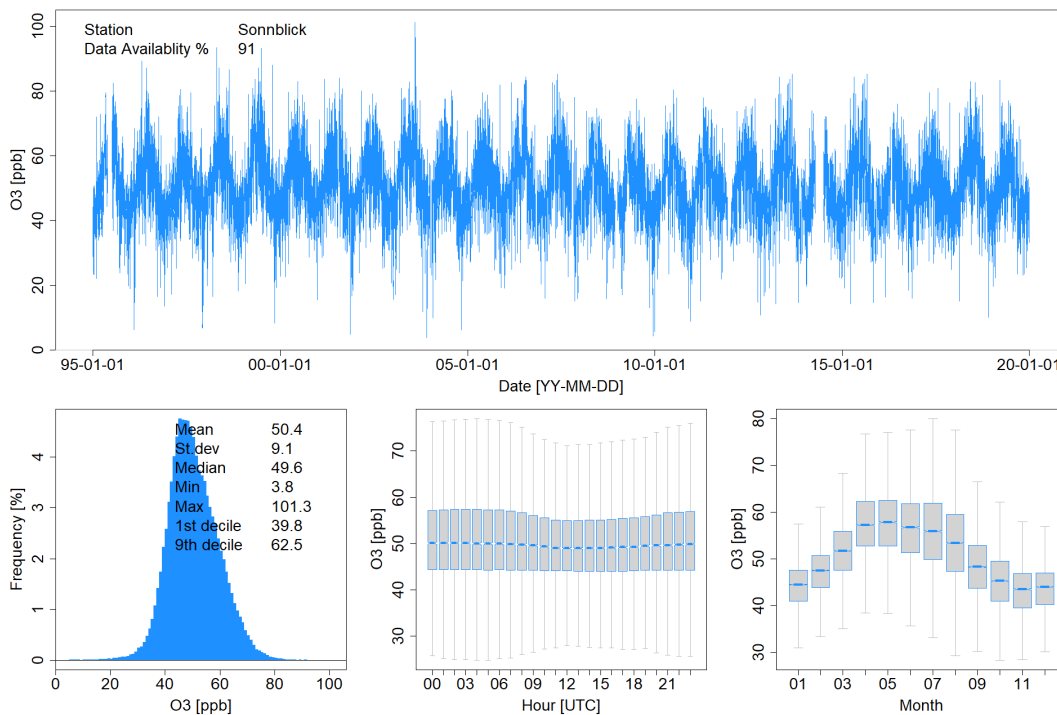 Station Sonnblick
Data Availablity % 91
O3 [ppb]
100
80
60
40
20
0
95-01-01 00-01-01 05-01-01 10-01-01 15-01-01 20-01-01
Date [YY-MM-DD]
Mean 50.4
St.dev 9.1
Median 49.6
Min 3.8
Max 101.3
1st decile 39.8
9th decile 62.5
Frequency [%]
4
3
2
1
0
0 20 40 60 80 100
O3 [ppb]
O3 [ppb]
70
60
50
40
30
00 03 06 09 12 15 18 21
Hour [UTC]
O3 [ppb]
80
70
60
50
40
30
01 03 05 07 09 11
Month